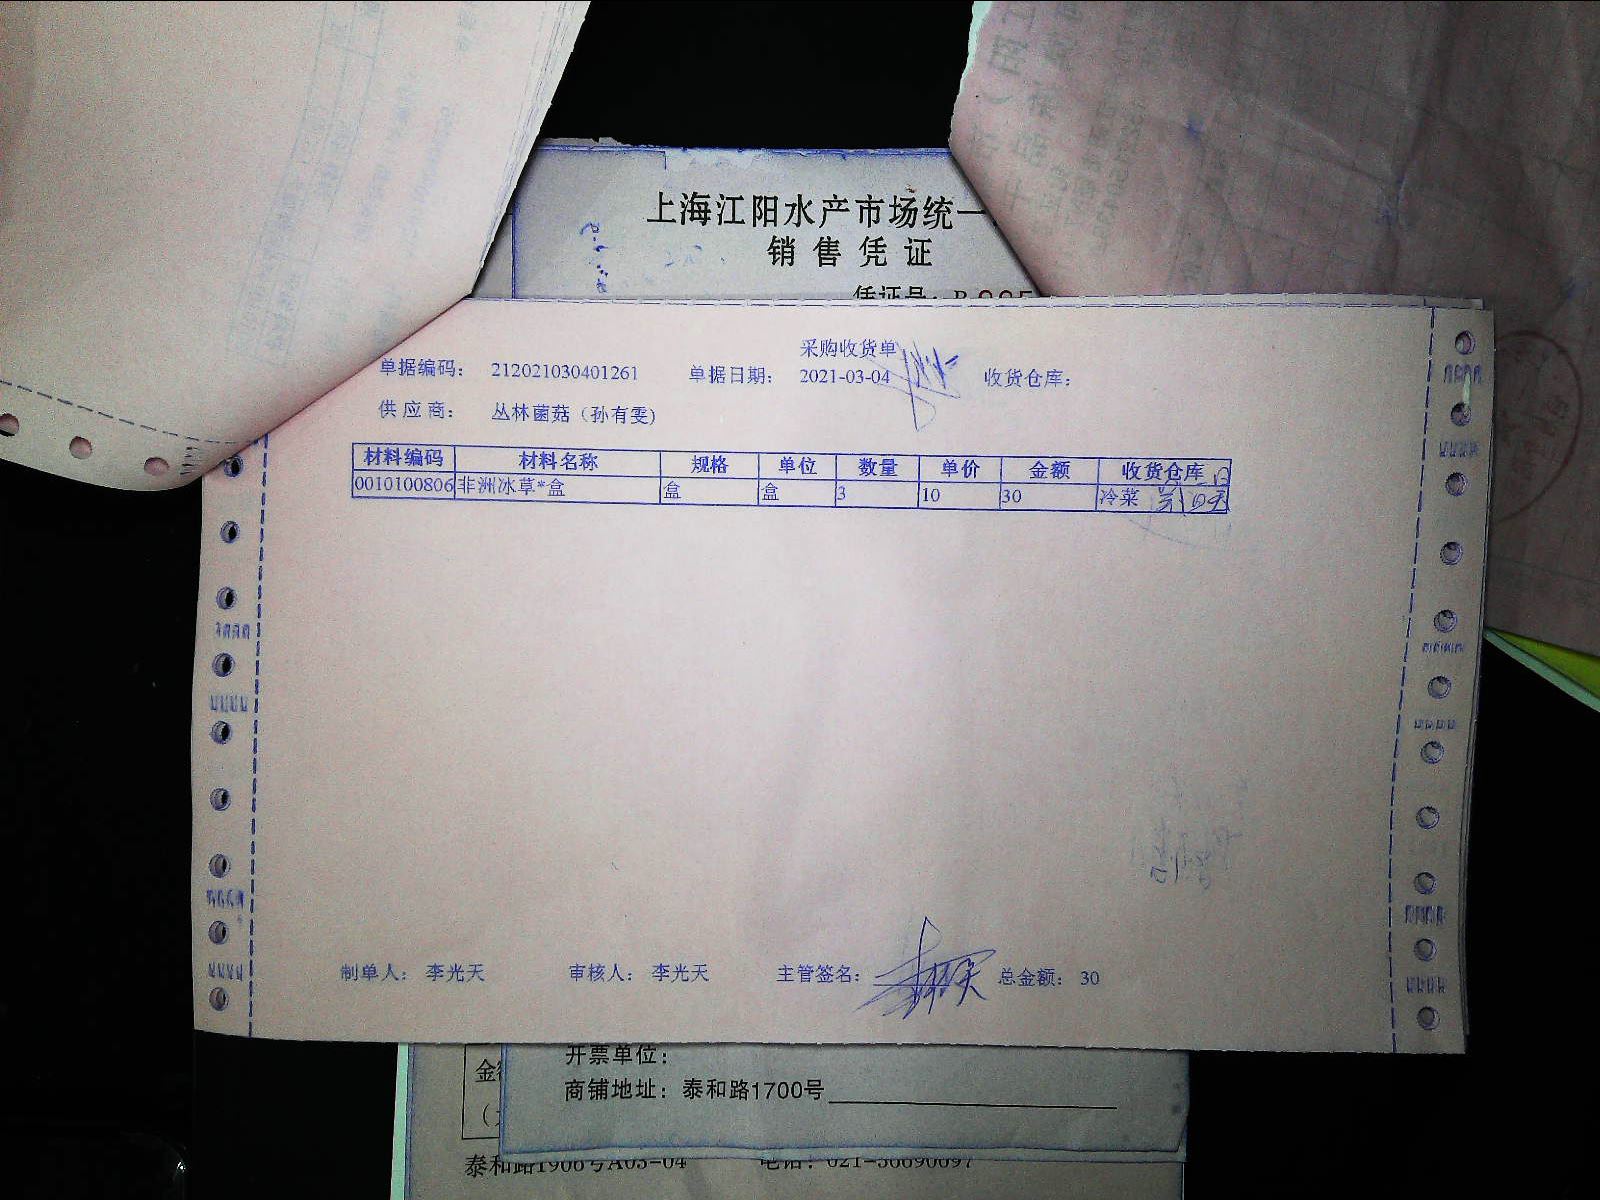 上海江阳水产市场统一
销售凭证
凭证号：
采购收货单
单据编码： 212021030401261 单据日期： 2021-03-04 收货仓库：
供应商： 丛林菌菇（孙有雯）
材料编码 材料名称 规格 单位 数量 单价 金额 收货仓库
0010100806 非洲冰草*盒 盒 盒 3 10 30 冷菜
制单人： 李光天 审核人： 李光天 主管签名： 总金额： 30
开票单位：
商铺地址：泰和路1700号